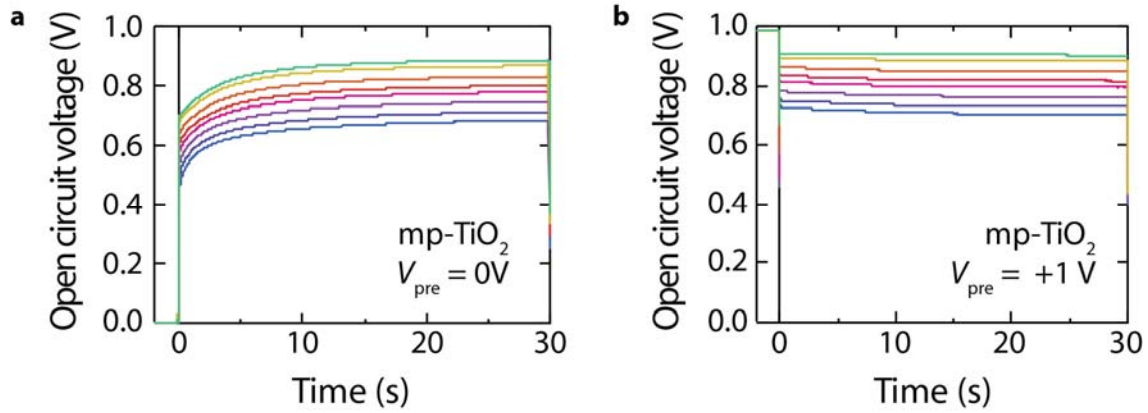 a
Open circuit voltage (V)
1.0
0.8
0.6
0.4
0.2
0.0
mp-TiO₂
V_pre = 0V
0 10 20 30
Time (s)
b
Open circuit voltage (V)
1.0
0.8
0.6
0.4
0.2
0.0
mp-TiO₂
V_pre = +1 V
0 10 20 30
Time (s)